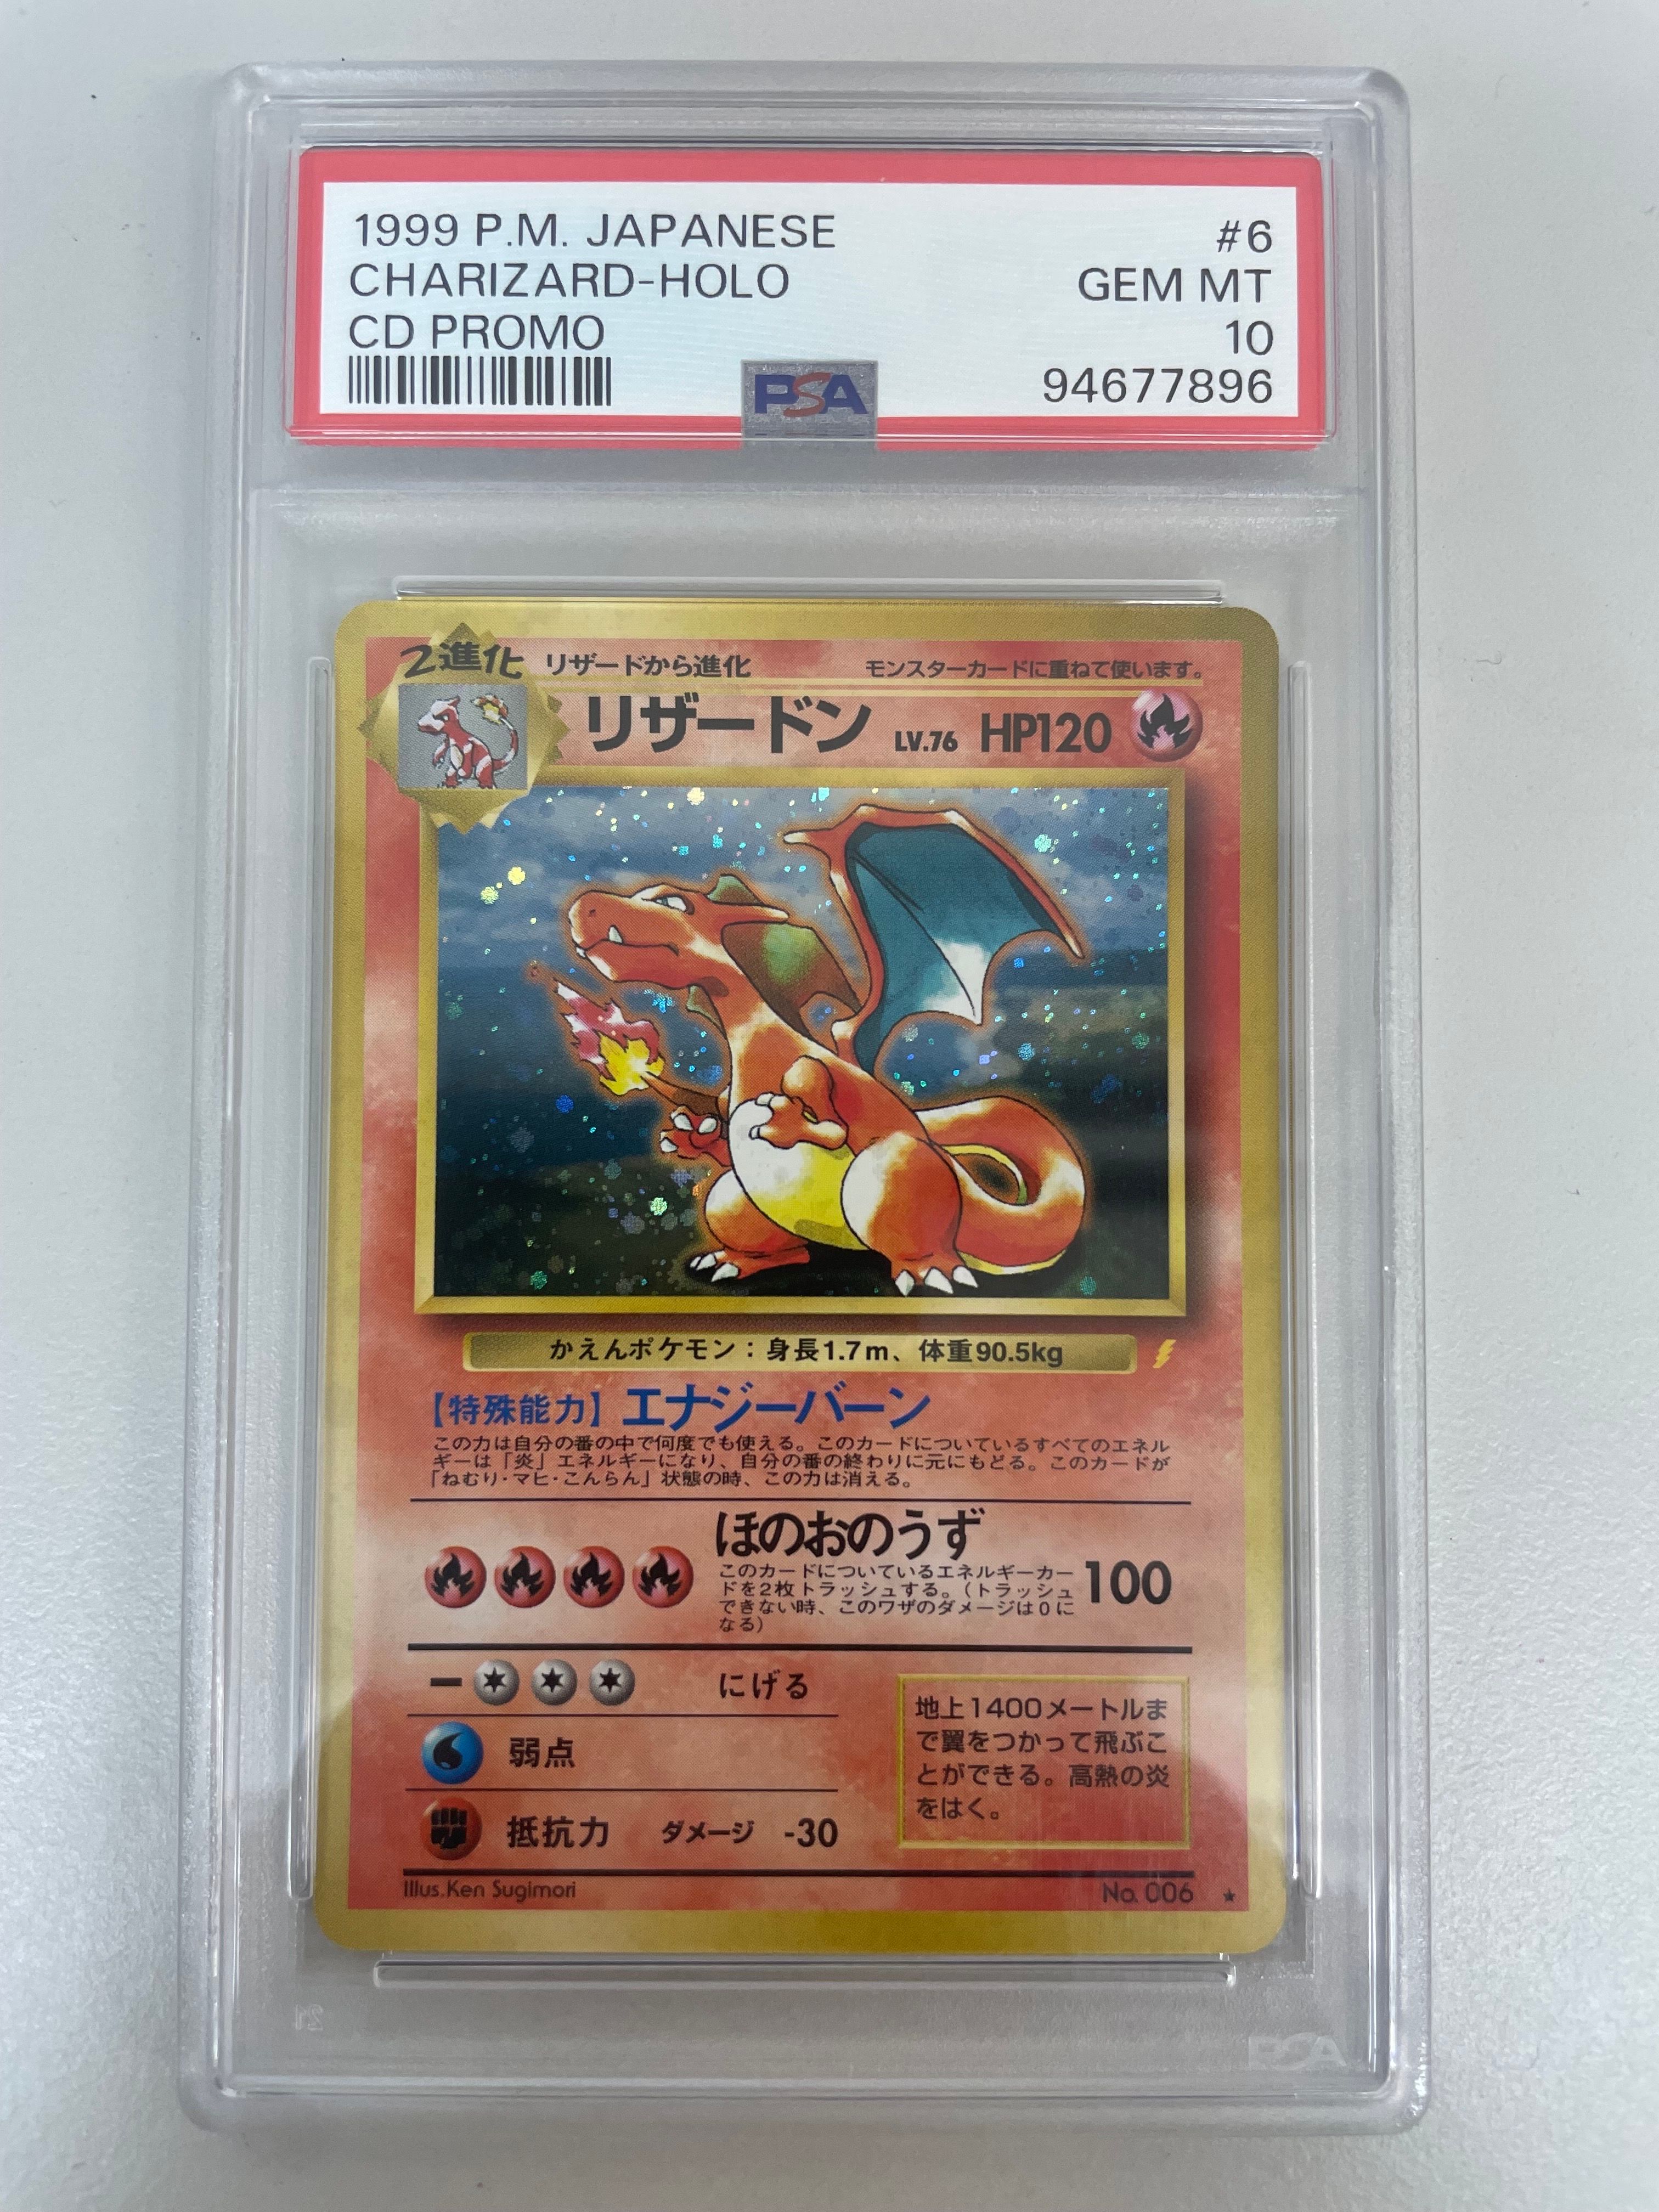 1999 P.M. JAPANESE #6
CHARIZARD-HOLO GEM MT
CD PROMO 10
PSA 94677896
2進化 リザードから進化 モンスターカードに重ねて使います。
リザードン LV.76 HP120
かえんポケモン：身長1.7m、体重90.5kg
【特殊能力】エナジーバーン
この力は自分の番の中で何度でも使える。このカードについているすべてのエネル
ギーは「炎」エネルギーになり、自分の番の終わりに元にもどる。このカードが
「ねむり・マヒ・こんらん」状態の時、この力は消える。
ほのおのうず
このカードについているエネルギーカー
ドを2枚トラッシュする。（トラッシュ
できない時、このワザのダメージは0に
なる）
100
にげる
弱点
抵抗力 ダメージ -30
地上1400メートルま
で翼をつかって飛ぶこ
とができる。高熱の炎
をはく。
Illus.Ken Sugimori No. 006
PSA